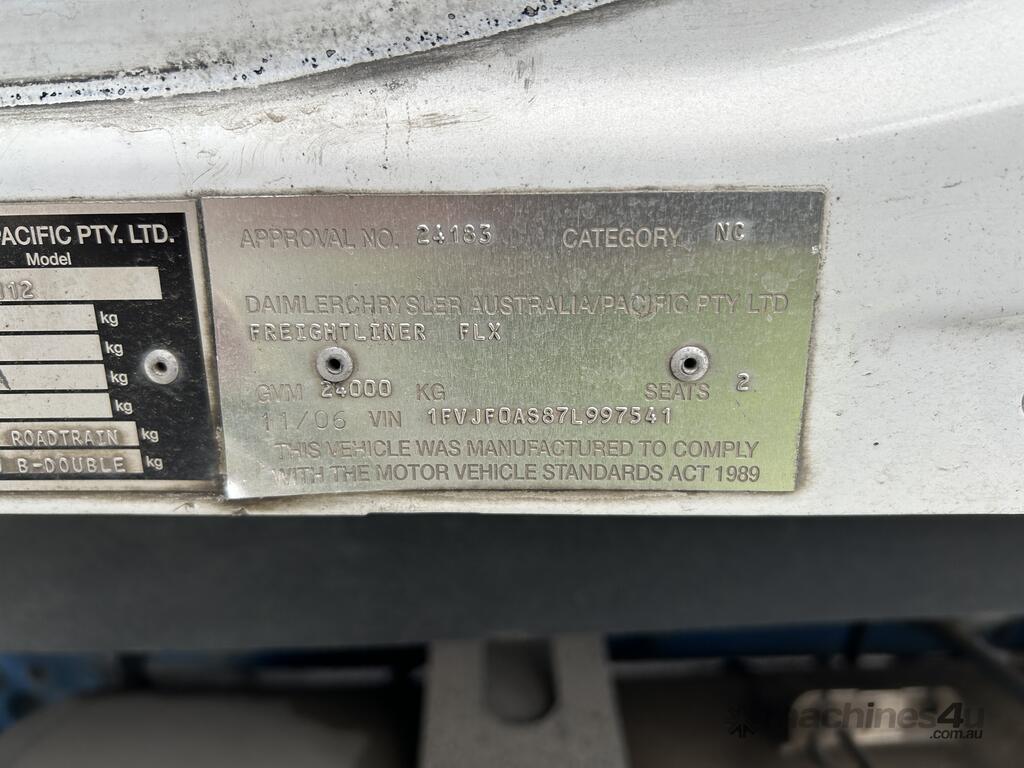 PACIFIC PTY. LTD.
Model
112
kg
kg
kg
kg
ROADTRAIN kg
B-DOUBLE kg
APPROVAL NO. 24183 CATEGORY NC
DAIMLERCHRYSLER AUSTRALIA/PACIFIC PTY LTD
FREIGHTLINER FLX
GVM 24000 KG SEATS 2
11/06 VIN 1FVJF0AS87L997541
THIS VEHICLE WAS MANUFACTURED TO COMPLY
WITH THE MOTOR VEHICLE STANDARDS ACT 1989
machines4u
.com.au